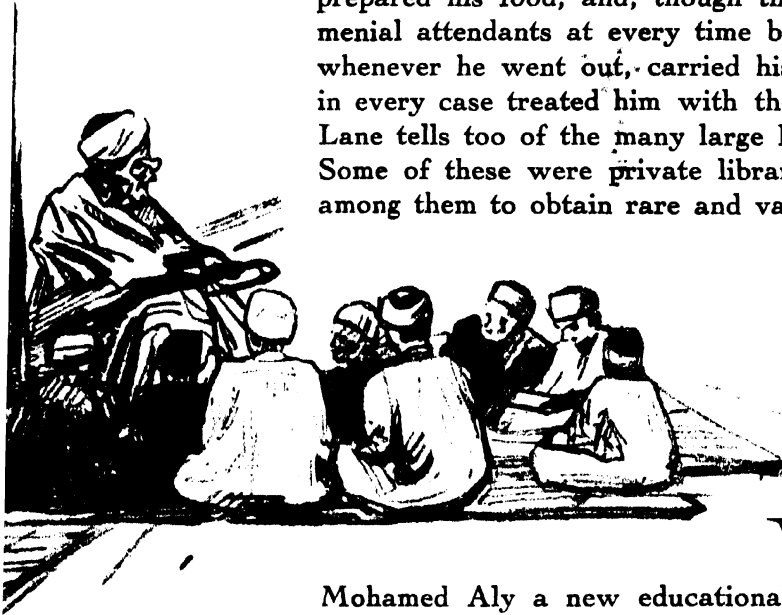 prepared his food, and, though th
menial attendants at every time b
whenever he went out, carried his
in every case treated him with th
Lane tells too of the many large l
Some of these were private librar
among them to obtain rare and va
Mohamed Aly a new educationa